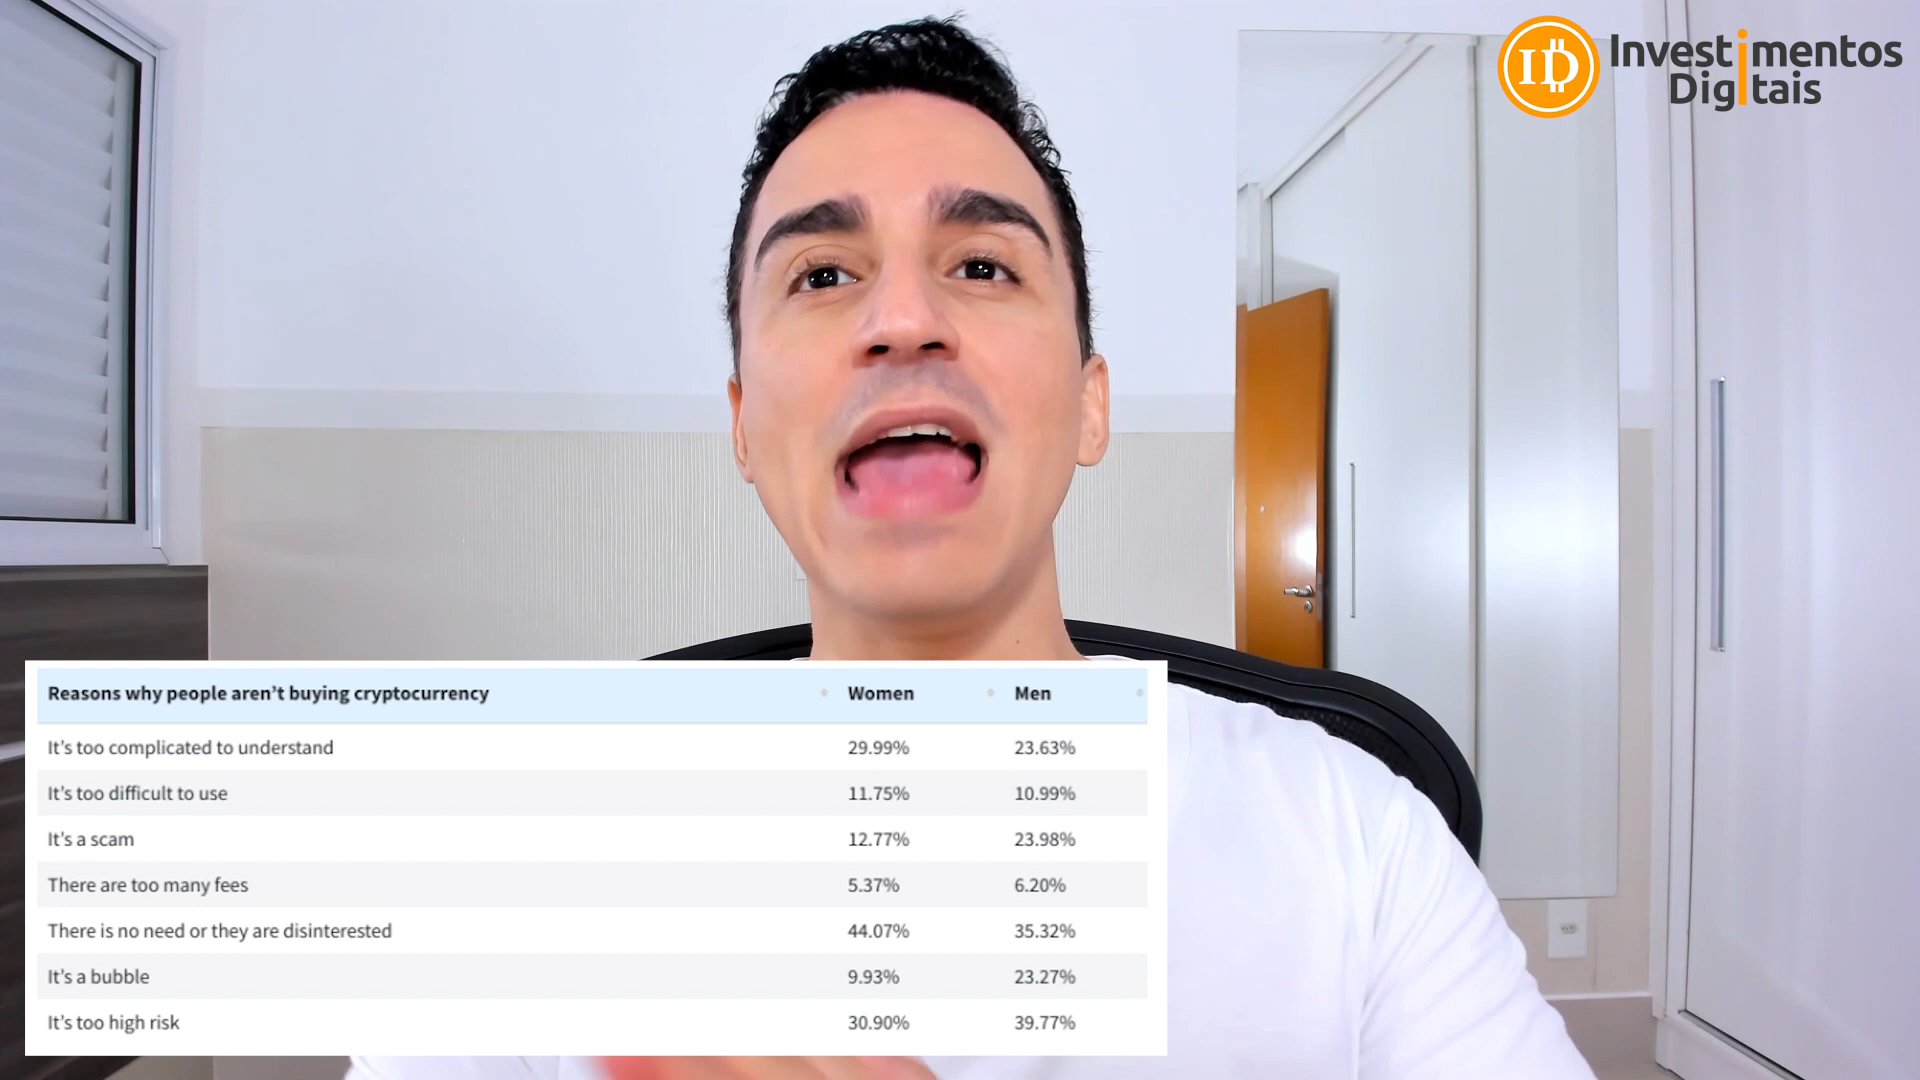 ID
Investimentos
Digitais
Reasons why people aren’t buying cryptocurrency Women Men
It’s too complicated to understand 29.99% 23.63%
It’s too difficult to use 11.75% 10.99%
It’s a scam 12.77% 23.98%
There are too many fees 5.37% 6.20%
There is no need or they are disinterested 44.07% 35.32%
It’s a bubble 9.93% 23.27%
It’s too high risk 30.90% 39.77%